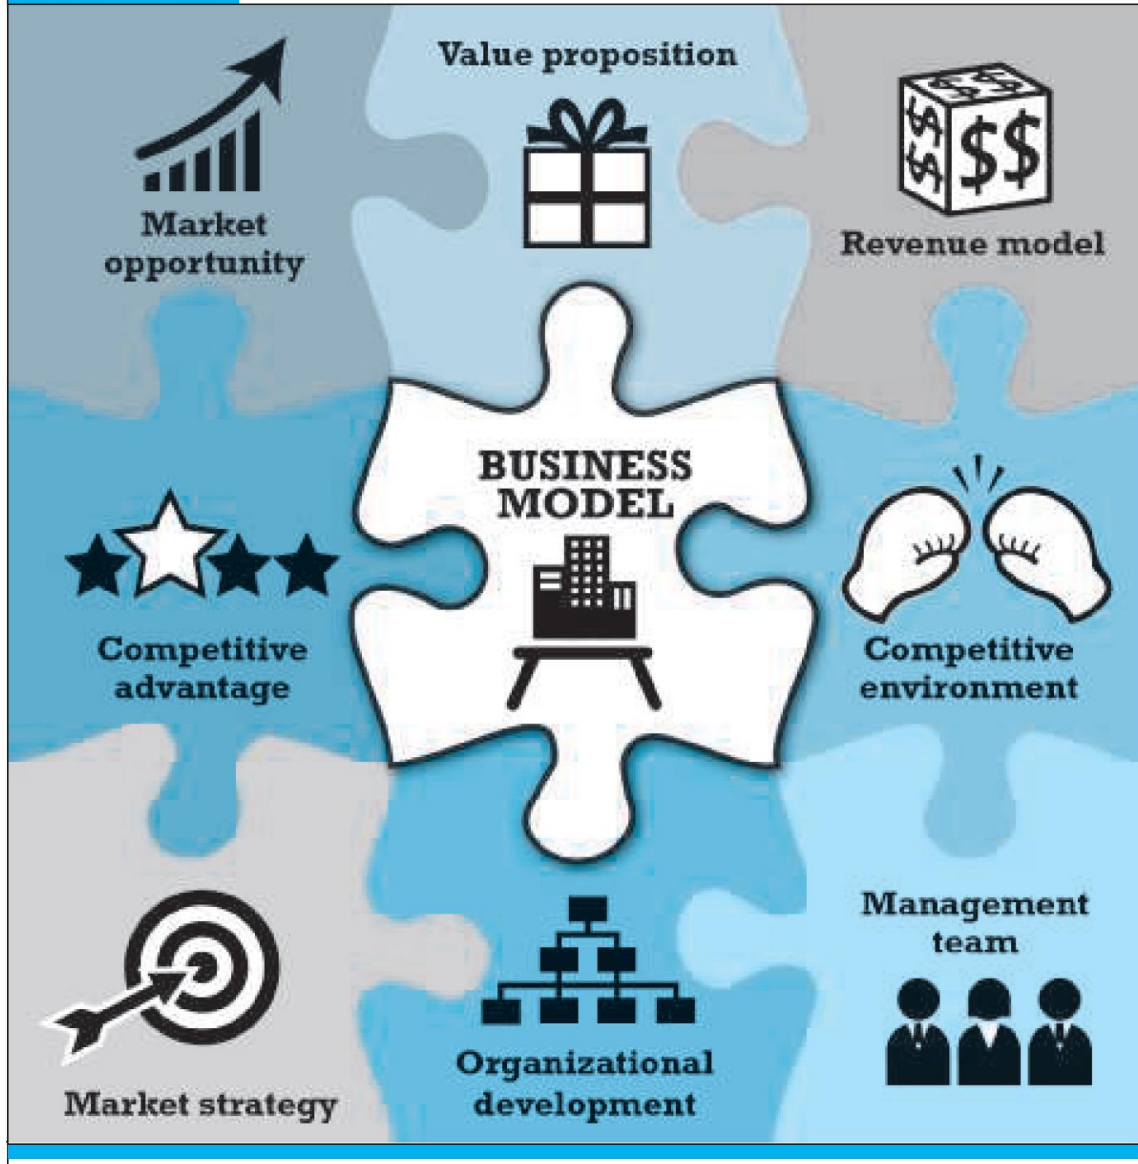 Value proposition
Market
opportunity
$$
Revenue model
BUSINESS
MODEL
Competitive
advantage
Competitive
environment
Market strategy
Organizational
development
Management
team